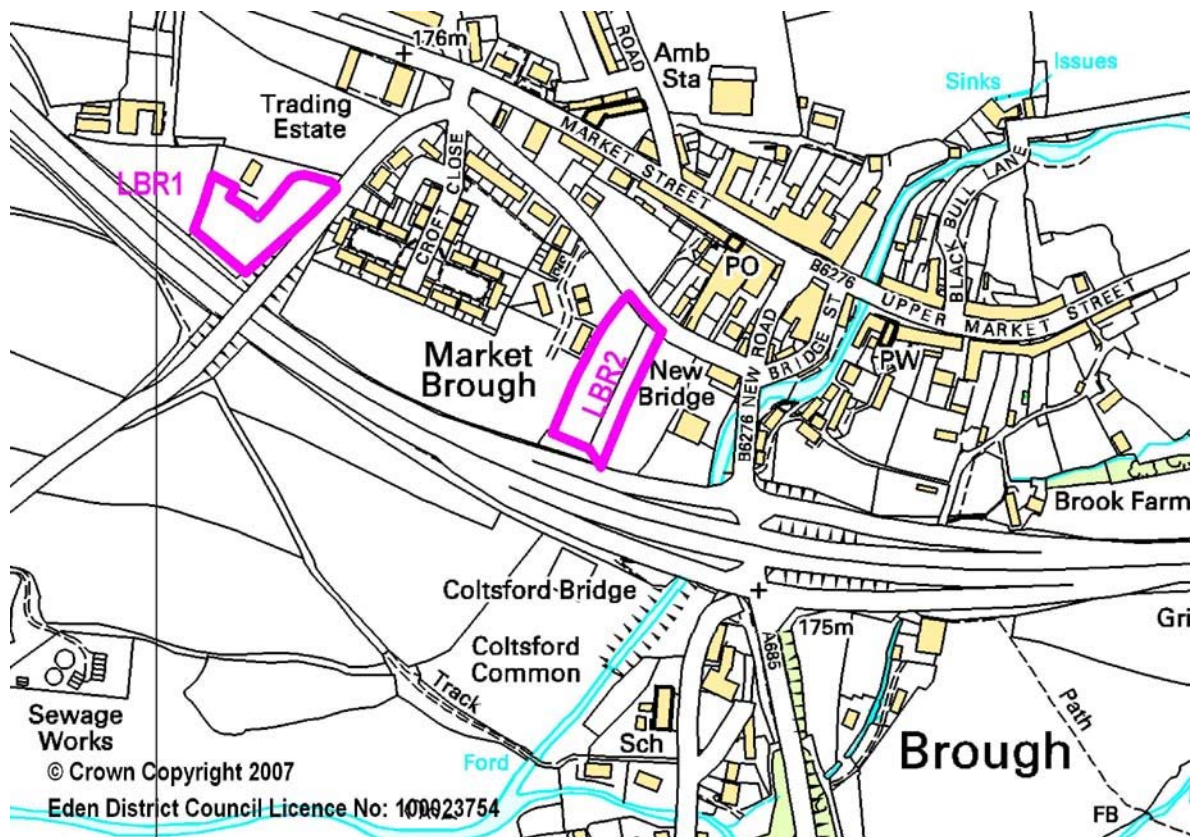 176m
ROAD
Amb
Sta
Issues
Sinks
Trading
Estate
MARKET STREET
LBR1
CROFT CLOSE
BLACK BULL LANE
PO
B6276
UPPER MARKET STREET
Market
Brough
LBR2
New
Bridge
B6276 NEW ROAD
BRIDGE ST
PW
Brook Farm
Coltsford Bridge
175m
Gri
Coltsford
Common
A685
Track
Path
Sewage
Works
Sch
Brough
Ford
© Crown Copyright 2007
Eden District Council Licence No: 100023754
FB